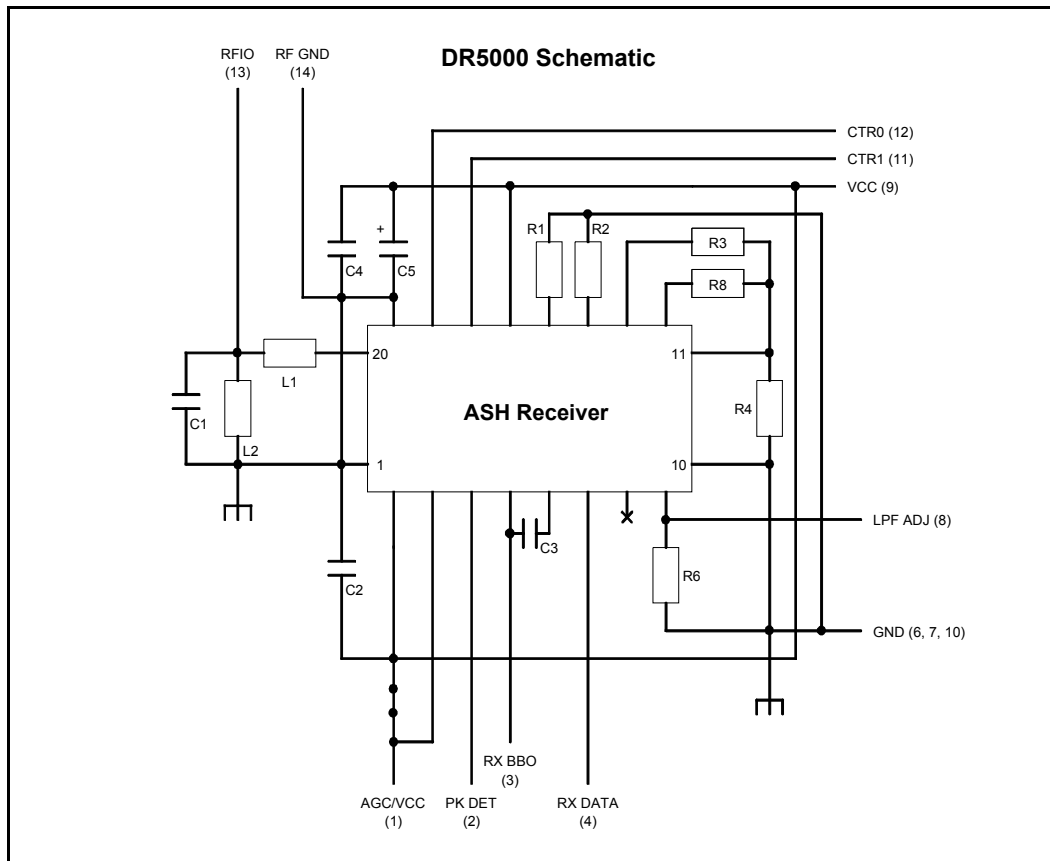 RFIO
(13)
RF GND
(14)
DR5000 Schematic
CTR0 (12)
CTR1 (11)
VCC (9)
R1
R2
R3
+
C4
C5
R8
20
11
L1
ASH Receiver
R4
C1
L2
1
10
LPF ADJ (8)
C3
C2
R6
GND (6, 7, 10)
RX BBO
(3)
AGC/VCC
(1)
PK DET
(2)
RX DATA
(4)